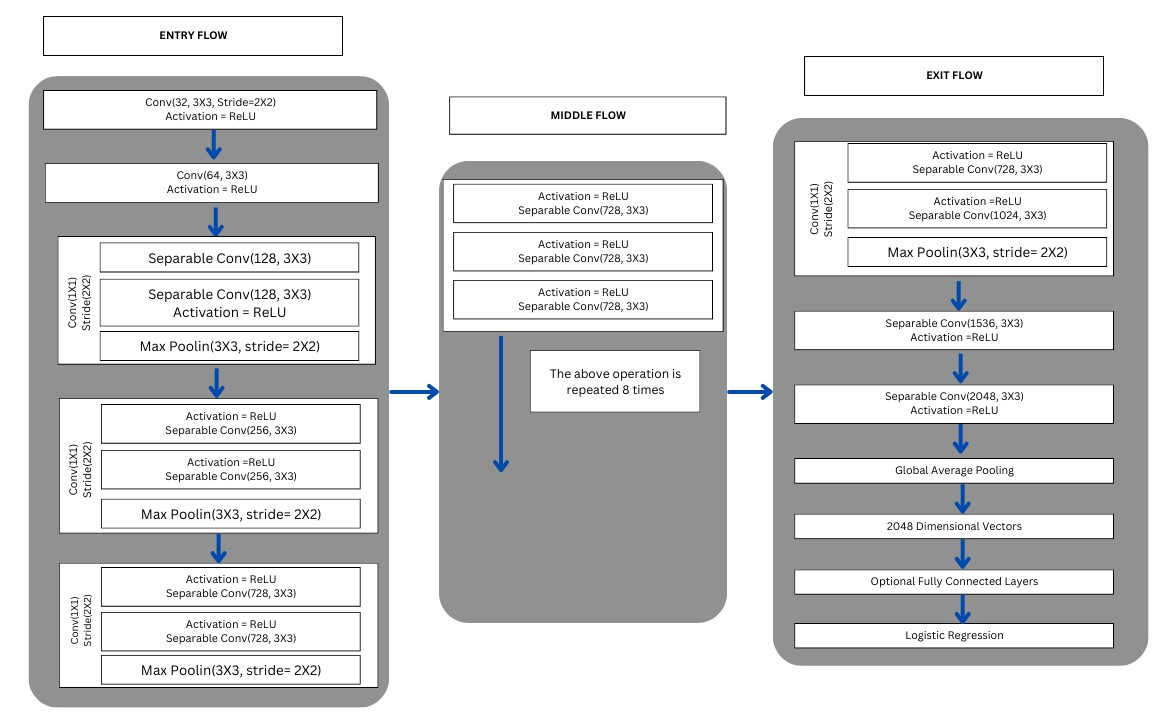 ENTRY FLOW
Conv(32, 3X3, Stride=2X2)
Activation = ReLU
Conv(64, 3X3)
Activation = ReLU
Conv(1X1)
Stride(2X2)
Separable Conv(128, 3X3)
Separable Conv(128, 3X3)
Activation = ReLU
Max Poolin(3X3, stride= 2X2)
Conv(1X1)
Stride(2X2)
Activation = ReLU
Separable Conv(256, 3X3)
Activation =ReLU
Separable Conv(256, 3X3)
Max Poolin(3X3, stride= 2X2)
Conv(1X1)
Stride(2X2)
Activation = ReLU
Separable Conv(728, 3X3)
Activation = ReLU
Separable Conv(728, 3X3)
Max Poolin(3X3, stride= 2X2)
MIDDLE FLOW
Activation = ReLU
Separable Conv(728, 3X3)
Activation = ReLU
Separable Conv(728, 3X3)
Activation = ReLU
Separable Conv(728, 3X3)
The above operation is
repeated 8 times
EXIT FLOW
Conv(1X1)
Stride(2X2)
Activation = ReLU
Separable Conv(728, 3X3)
Activation =ReLU
Separable Conv(1024, 3X3)
Max Poolin(3X3, stride= 2X2)
Separable Conv(1536, 3X3)
Activation =ReLU
Separable Conv(2048, 3X3)
Activation =ReLU
Global Average Pooling
2048 Dimensional Vectors
Optional Fully Connected Layers
Logistic Regression